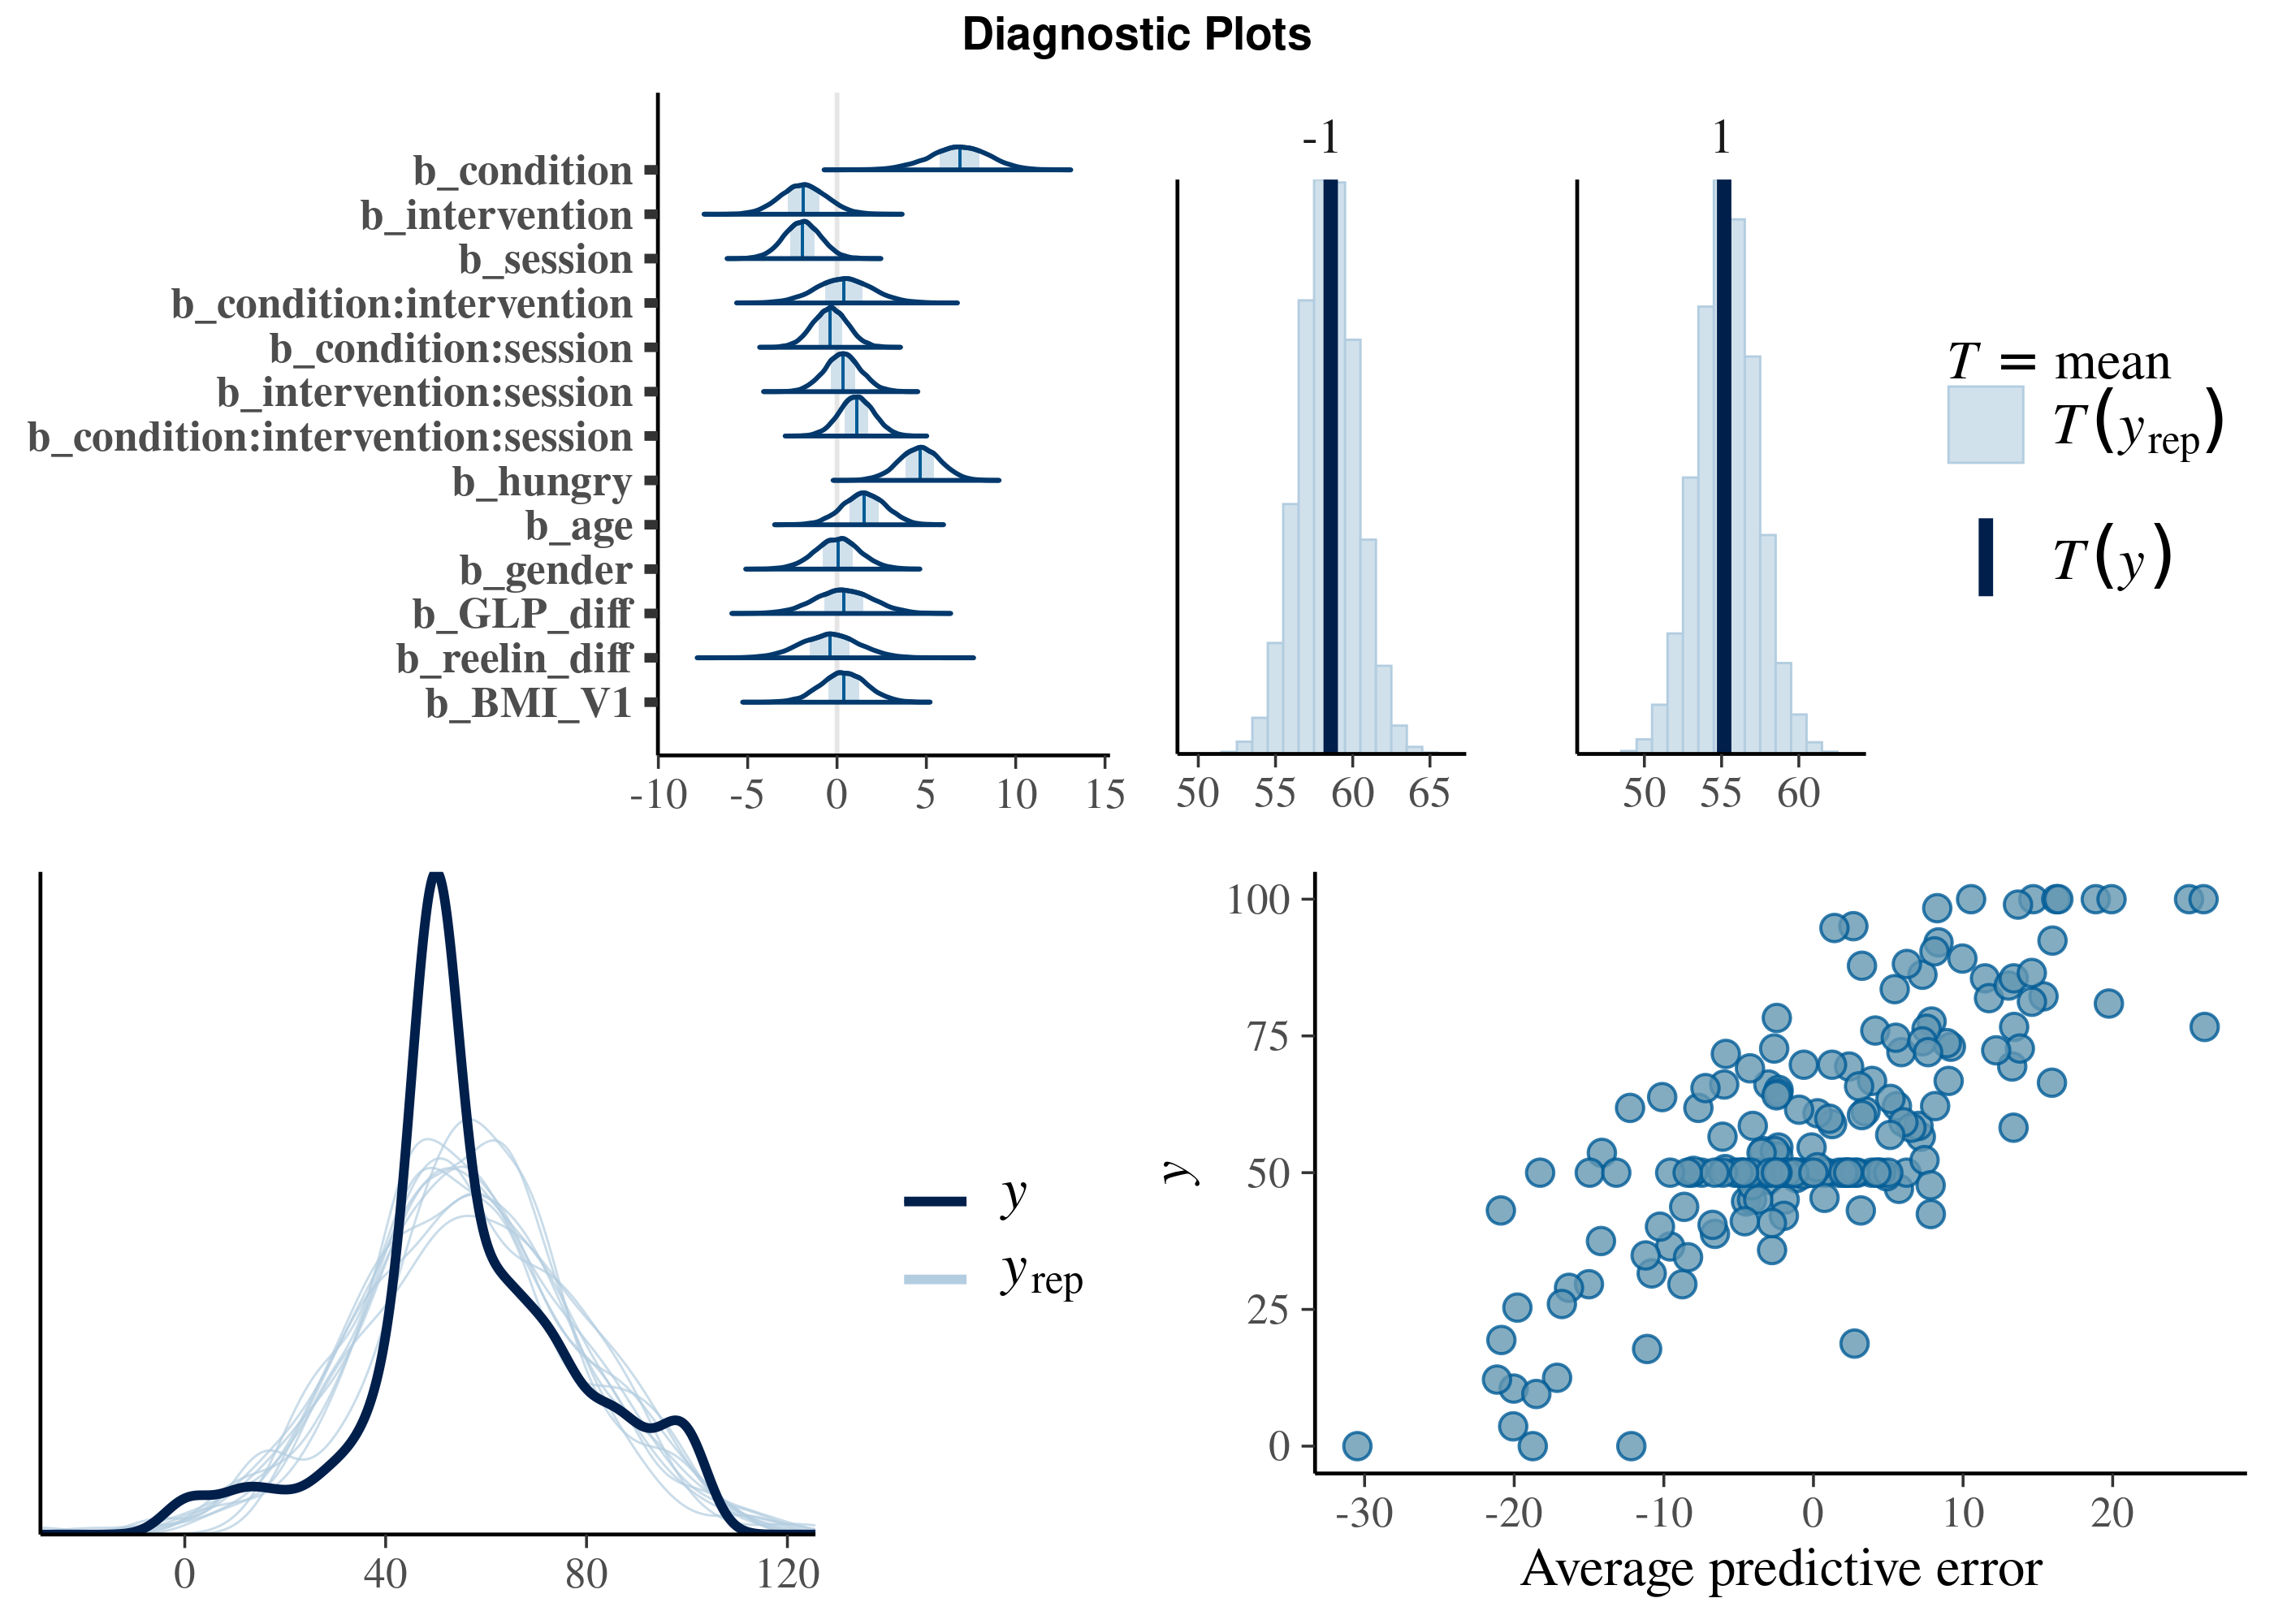 Diagnostic Plots
b_condition
b_intervention
b_session
b_condition:intervention
b_condition:session
b_intervention:session
b_condition:intervention:session
b_hungry
b_age
b_gender
b_GLP_diff
b_reelin_diff
b_BMI_V1
-10 -5 0 5 10 15
-1
50 55 60 65
1
50 55 60
T = mean
T(yrep)
T(y)
y
yrep
0 40 80 120
y
100
75
50
25
0
-30 -20 -10 0 10 20
Average predictive error